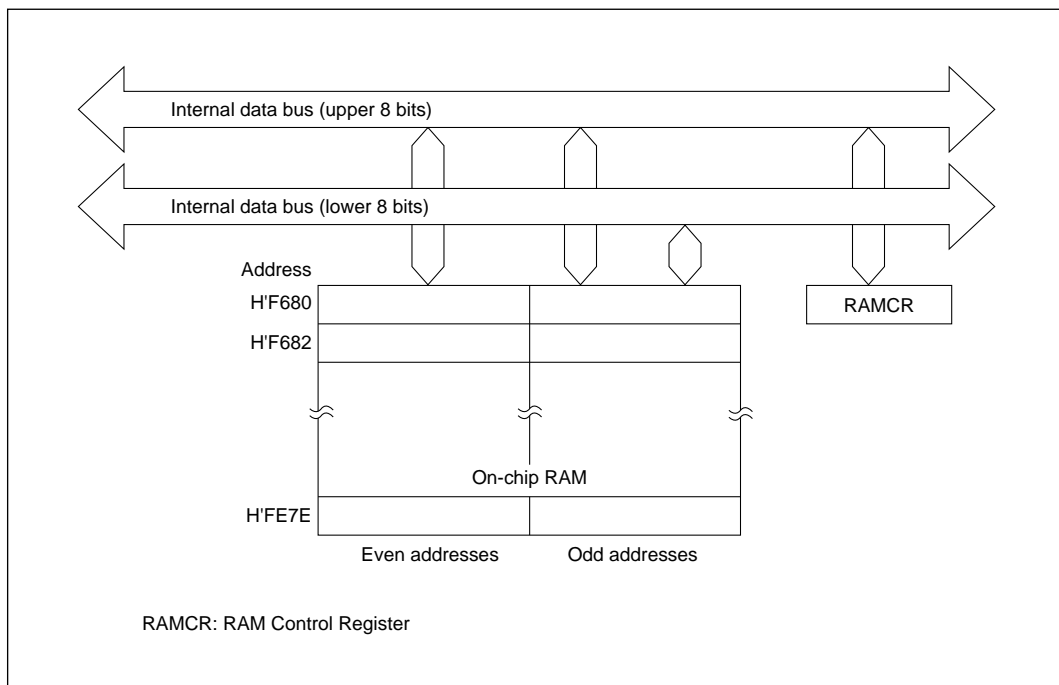 Internal data bus (upper 8 bits)
Internal data bus (lower 8 bits)
Address
H'F680
RAMCR
H'F682
On-chip RAM
H'FE7E
Even addresses
Odd addresses
RAMCR: RAM Control Register